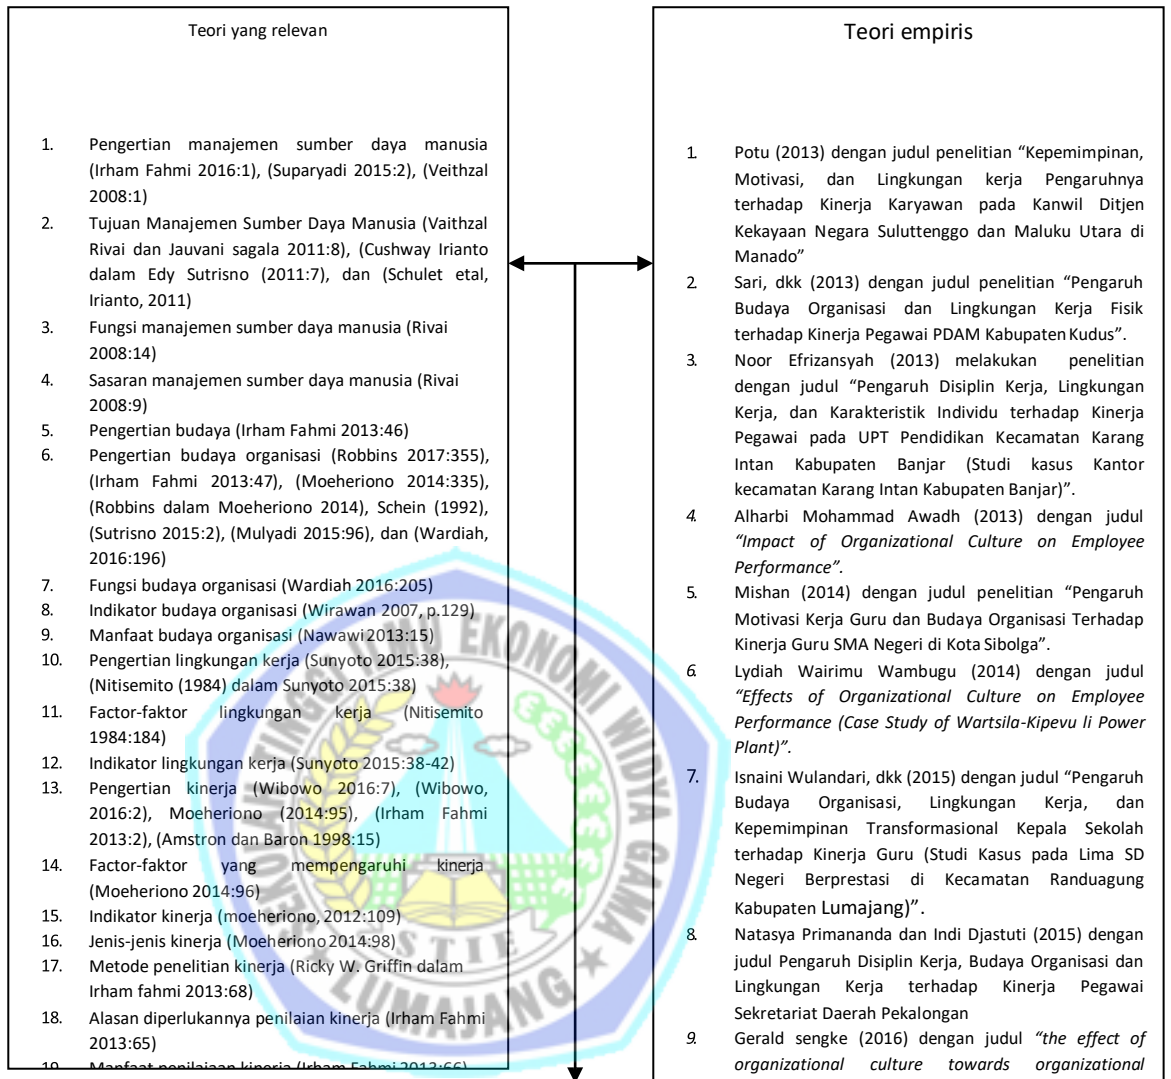 Teori yang relevan
1. Pengertian manajemen sumber daya manusia
(Irham Fahmi 2016:1), (Suparyadi 2015:2), (Veithzal
2008:1)
2. Tujuan Manajemen Sumber Daya Manusia (Vaithzal
Rivai dan Jauvani sagala 2011:8), (Cushway Irianto
dalam Edy Sutrisno (2011:7), dan (Schulet etal,
Irianto, 2011)
3. Fungsi manajemen sumber daya manusia (Rivai
2008:14)
4. Sasaran manajemen sumber daya manusia (Rivai
2008:9)
5. Pengertian budaya (Irham Fahmi 2013:46)
6. Pengertian budaya organisasi (Robbins 2017:355),
(Irham Fahmi 2013:47), (Moeheriono 2014:335),
(Robbins dalam Moeheriono 2014), Schein (1992),
(Sutrisno 2015:2), (Mulyadi 2015:96), dan (Wardiah,
2016:196)
7. Fungsi budaya organisasi (Wardiah 2016:205)
8. Indikator budaya organisasi (Wirawan 2007, p.129)
9. Manfaat budaya organisasi (Nawawi 2013:15)
10. Pengertian lingkungan kerja (Sunyoto 2015:38),
(Nitisemito (1984) dalam Sunyoto 2015:38)
11. Factor-faktor lingkungan kerja (Nitisemito
1984:184)
12. Indikator lingkungan kerja (Sunyoto 2015:38-42)
13. Pengertian kinerja (Wibowo 2016:7), (Wibowo,
2016:2), Moeheriono (2014:95), (Irham Fahmi
2013:2), (Amstron dan Baron 1998:15)
14. Factor-faktor yang mempengaruhi kinerja
(Moeheriono 2014:96)
15. Indikator kinerja (moeheriono, 2012:109)
16. Jenis-jenis kinerja (Moeheriono 2014:98)
17. Metode penelitian kinerja (Ricky W. Griffin dalam
Irham fahmi 2013:68)
18. Alasan diperlukannya penilaian kinerja (Irham Fahmi
2013:65)
19. Manfaat penilaiaan kinerja (Irham Fahmi 2013:66)
Teori empiris
1. Potu (2013) dengan judul penelitian “Kepemimpinan,
Motivasi, dan Lingkungan kerja Pengaruhnya
terhadap Kinerja Karyawan pada Kanwil Ditjen
Kekayaan Negara Suluttenggo dan Maluku Utara di
Manado”
2. Sari, dkk (2013) dengan judul penelitian “Pengaruh
Budaya Organisasi dan Lingkungan Kerja Fisik
terhadap Kinerja Pegawai PDAM Kabupaten Kudus”.
3. Noor Efrizansyah (2013) melakukan penelitian
dengan judul “Pengaruh Disiplin Kerja, Lingkungan
Kerja, dan Karakteristik Individu terhadap Kinerja
Pegawai pada UPT Pendidikan Kecamatan Karang
Intan Kabupaten Banjar (Studi kasus Kantor
kecamatan Karang Intan Kabupaten Banjar)”.
4. Alharbi Mohammad Awadh (2013) dengan judul
“Impact of Organizational Culture on Employee
Performance”.
5. Mishan (2014) dengan judul penelitian “Pengaruh
Motivasi Kerja Guru dan Budaya Organisasi Terhadap
Kinerja Guru SMA Negeri di Kota Sibolga”.
6. Lydiah Wairimu Wambugu (2014) dengan judul
“Effects of Organizational Culture on Employee
Performance (Case Study of Wartsila-Kipevu Ii Power
Plant)”.
7. Isnaini Wulandari, dkk (2015) dengan judul “Pengaruh
Budaya Organisasi, Lingkungan Kerja, dan
Kepemimpinan Transformasional Kepala Sekolah
terhadap Kinerja Guru (Studi Kasus pada Lima SD
Negeri Berprestasi di Kecamatan Randuagung
Kabupaten Lumajang)”.
8. Natasya Primananda dan Indi Djastuti (2015) dengan
judul Pengaruh Disiplin Kerja, Budaya Organisasi dan
Lingkungan Kerja terhadap Kinerja Pegawai
Sekretariat Daerah Pekalongan
9. Gerald sengke (2016) dengan judul “the effect of
organizational culture towards organizational
SEKOLAH TINGGI ILMU EKONOMI WIDYA GAMA
STIE
LUMAJANG